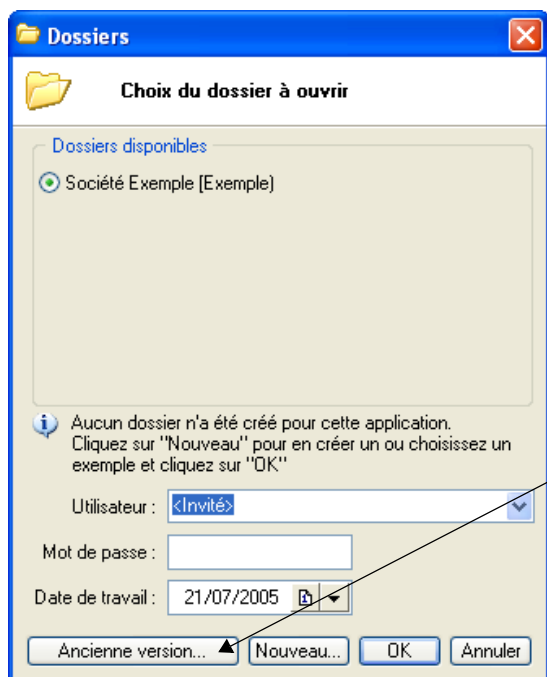 Dossiers
Choix du dossier à ouvrir
Dossiers disponibles
Société Exemple (Exemple)
Aucun dossier n'a été créé pour cette application.
Cliquez sur "Nouveau" pour en créer un ou choisissez un
exemple et cliquez sur "OK"
Utilisateur : <Invité>
Mot de passe :
Date de travail : 21/07/2005
Ancienne version... Nouveau... OK Annuler